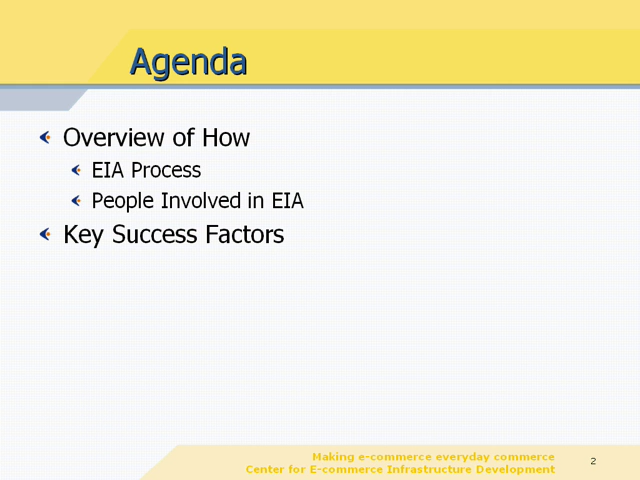 Agenda
Overview of How
EIA Process
People Involved in EIA
Key Success Factors
Making e-commerce everyday commerce
Center for E-commerce Infrastructure Development
2